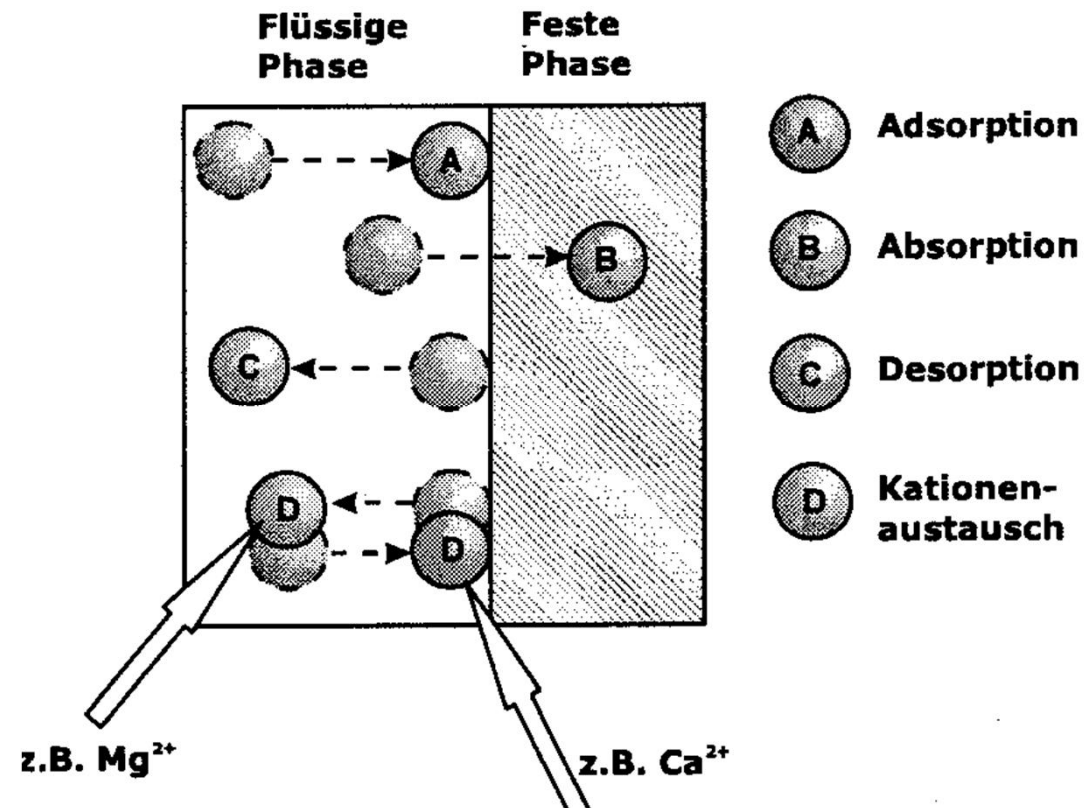 Flüssige
Phase
Feste
Phase
A
A Adsorption
B
B Absorption
C
C Desorption
D
D
D Kationen-
austausch
z.B. Mg²⁺
z.B. Ca²⁺